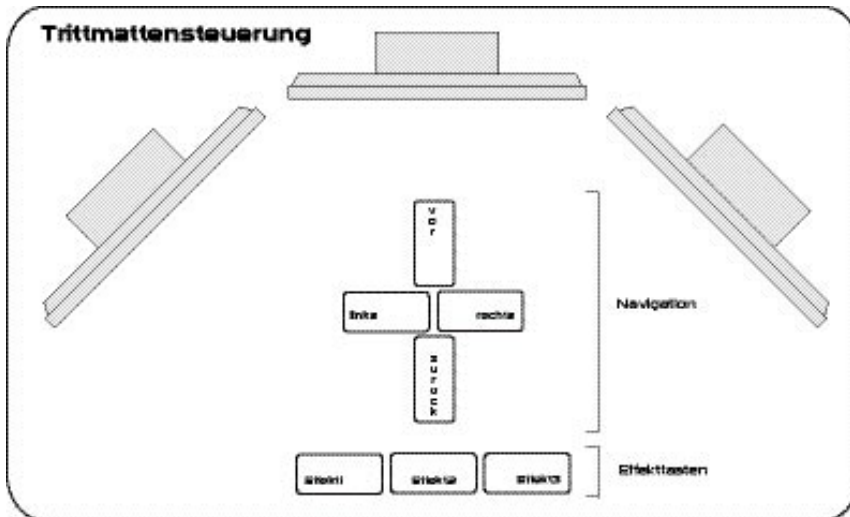 Trittmattensteuerung
vor
links
rechts
Navigation
zurück
Effekt1
Effekt2
Effekt3
Effekttasten